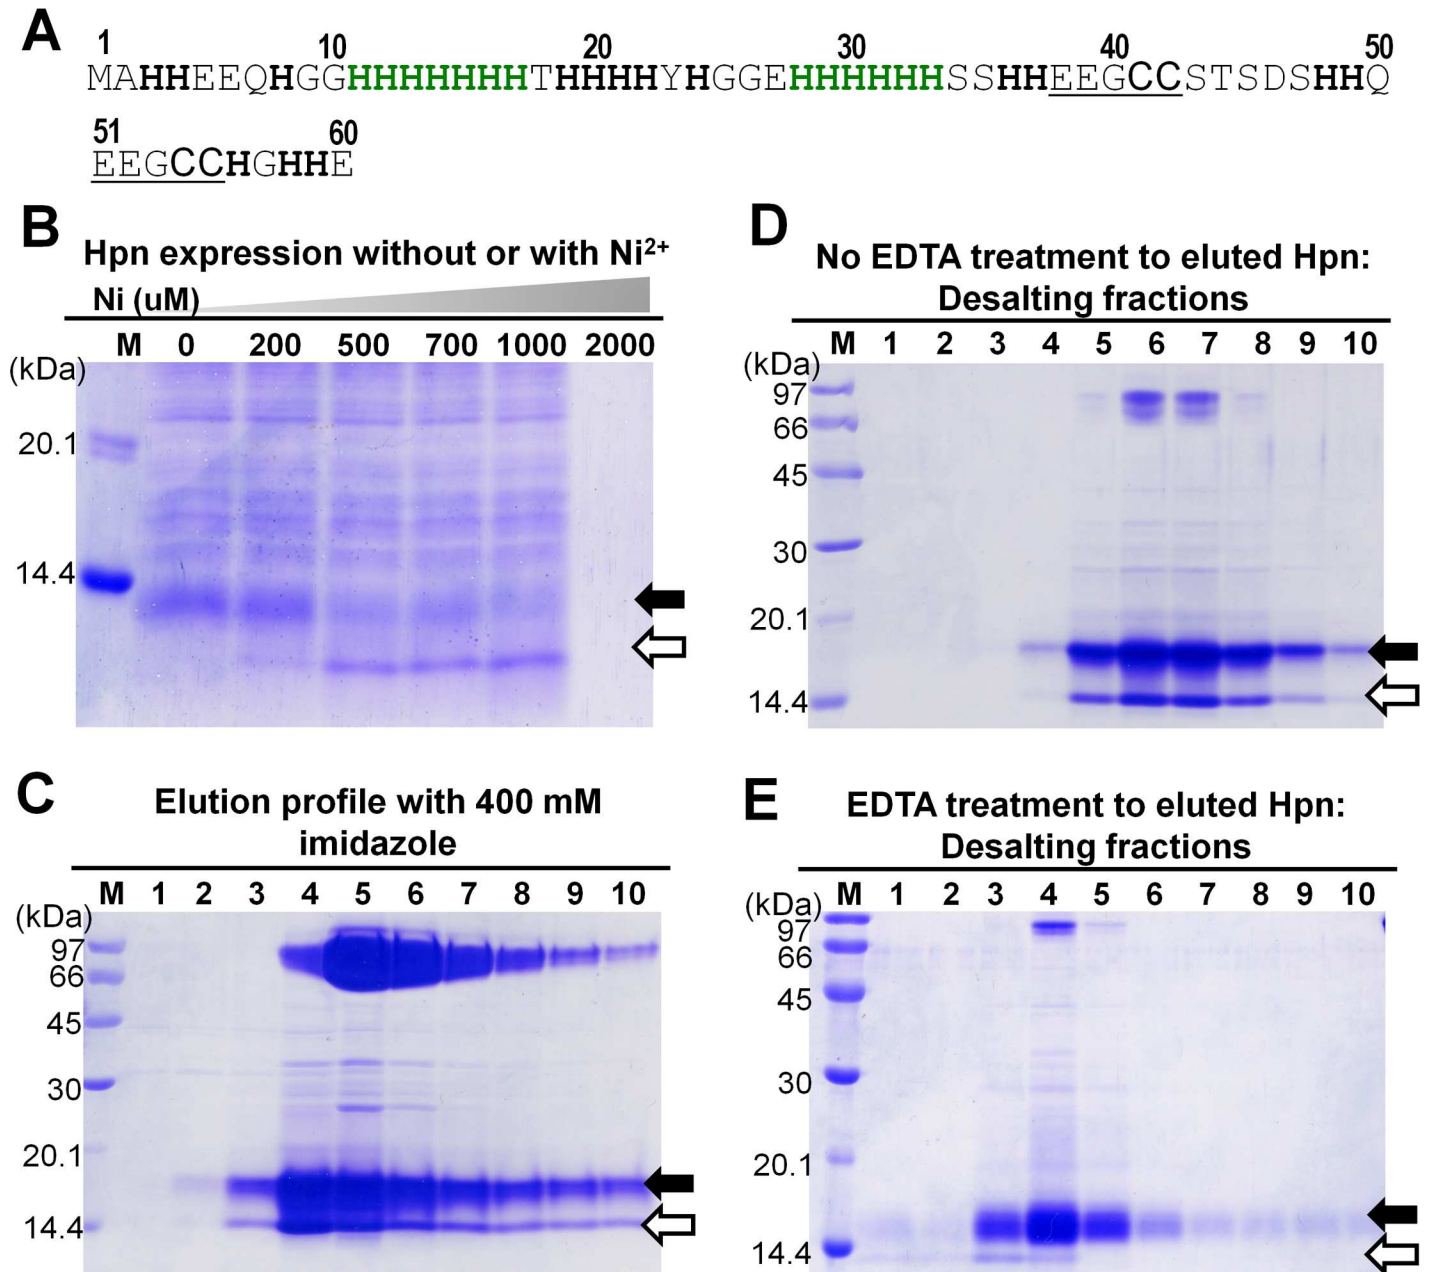 A
1 10 20 30 40 50
MAHHEEQHGGHHHHHHHTHHHHYHGGEHHHHHHSSHHEEGCCSTSDSHHQ
51 60
EEGCCHGHHE
B
Hpn expression without or with Ni²⁺
Ni (uM)
M 0 200 500 700 1000 2000
(kDa)
20.1
14.4
C
Elution profile with 400 mM
imidazole
M 1 2 3 4 5 6 7 8 9 10
(kDa)
97
66
45
30
20.1
14.4
D
No EDTA treatment to eluted Hpn:
Desalting fractions
M 1 2 3 4 5 6 7 8 9 10
(kDa)
97
66
45
30
20.1
14.4
E
EDTA treatment to eluted Hpn:
Desalting fractions
M 1 2 3 4 5 6 7 8 9 10
(kDa)
97
66
45
30
20.1
14.4